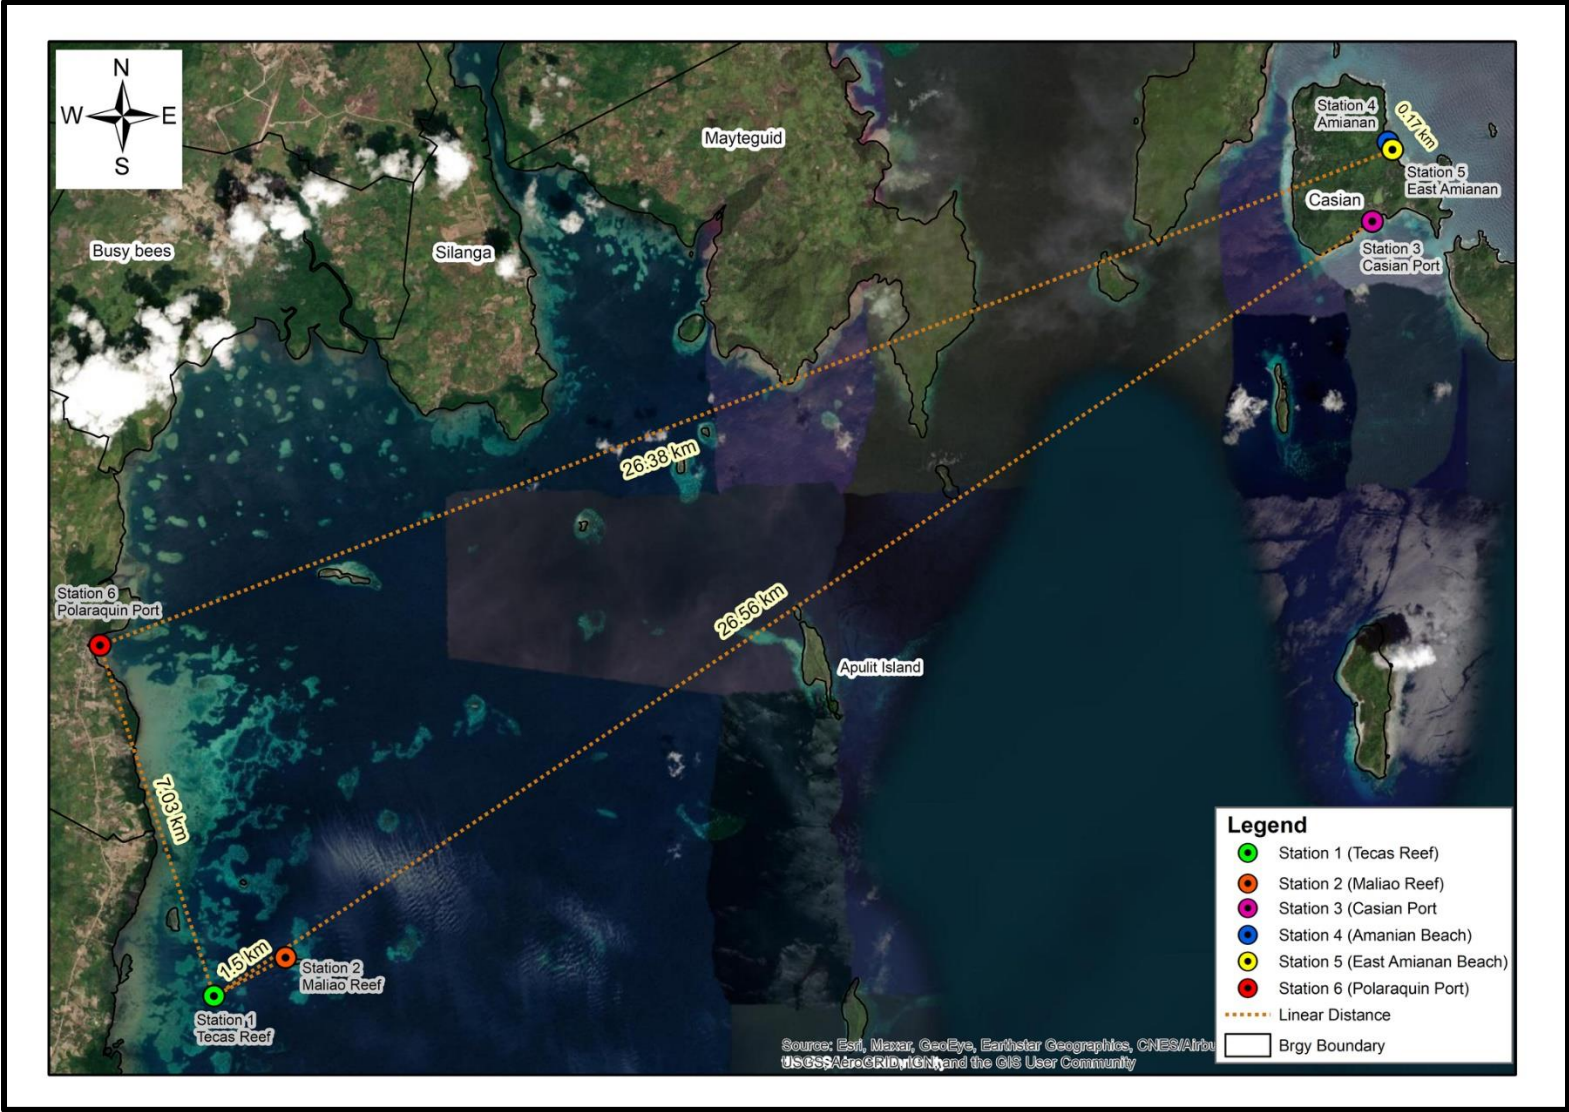 N
W E
S
Station 4
Amianan
0.17 km
Mayteguid
Station 5
East Amianan
Casian
Busy bees
Silanga
Station 3
Casian Port
26.38 km
Station 6
Polaraquin Port
26.56 km
Apulit Island
7.03 km
1.5 km
Station 2
Maliao Reef
Station 1
Tecas Reef
Legend
Station 1 (Tecas Reef)
Station 2 (Maliao Reef)
Station 3 (Casian Port
Station 4 (Amanian Beach)
Station 5 (East Amianan Beach)
Station 6 (Polaraquin Port)
Linear Distance
Brgy Boundary
Source: Esri, Maxar, GeoEye, Earthstar Geographics, CNES/Airbu
USGS, AeroGRID, IGN, and the GIS User Community